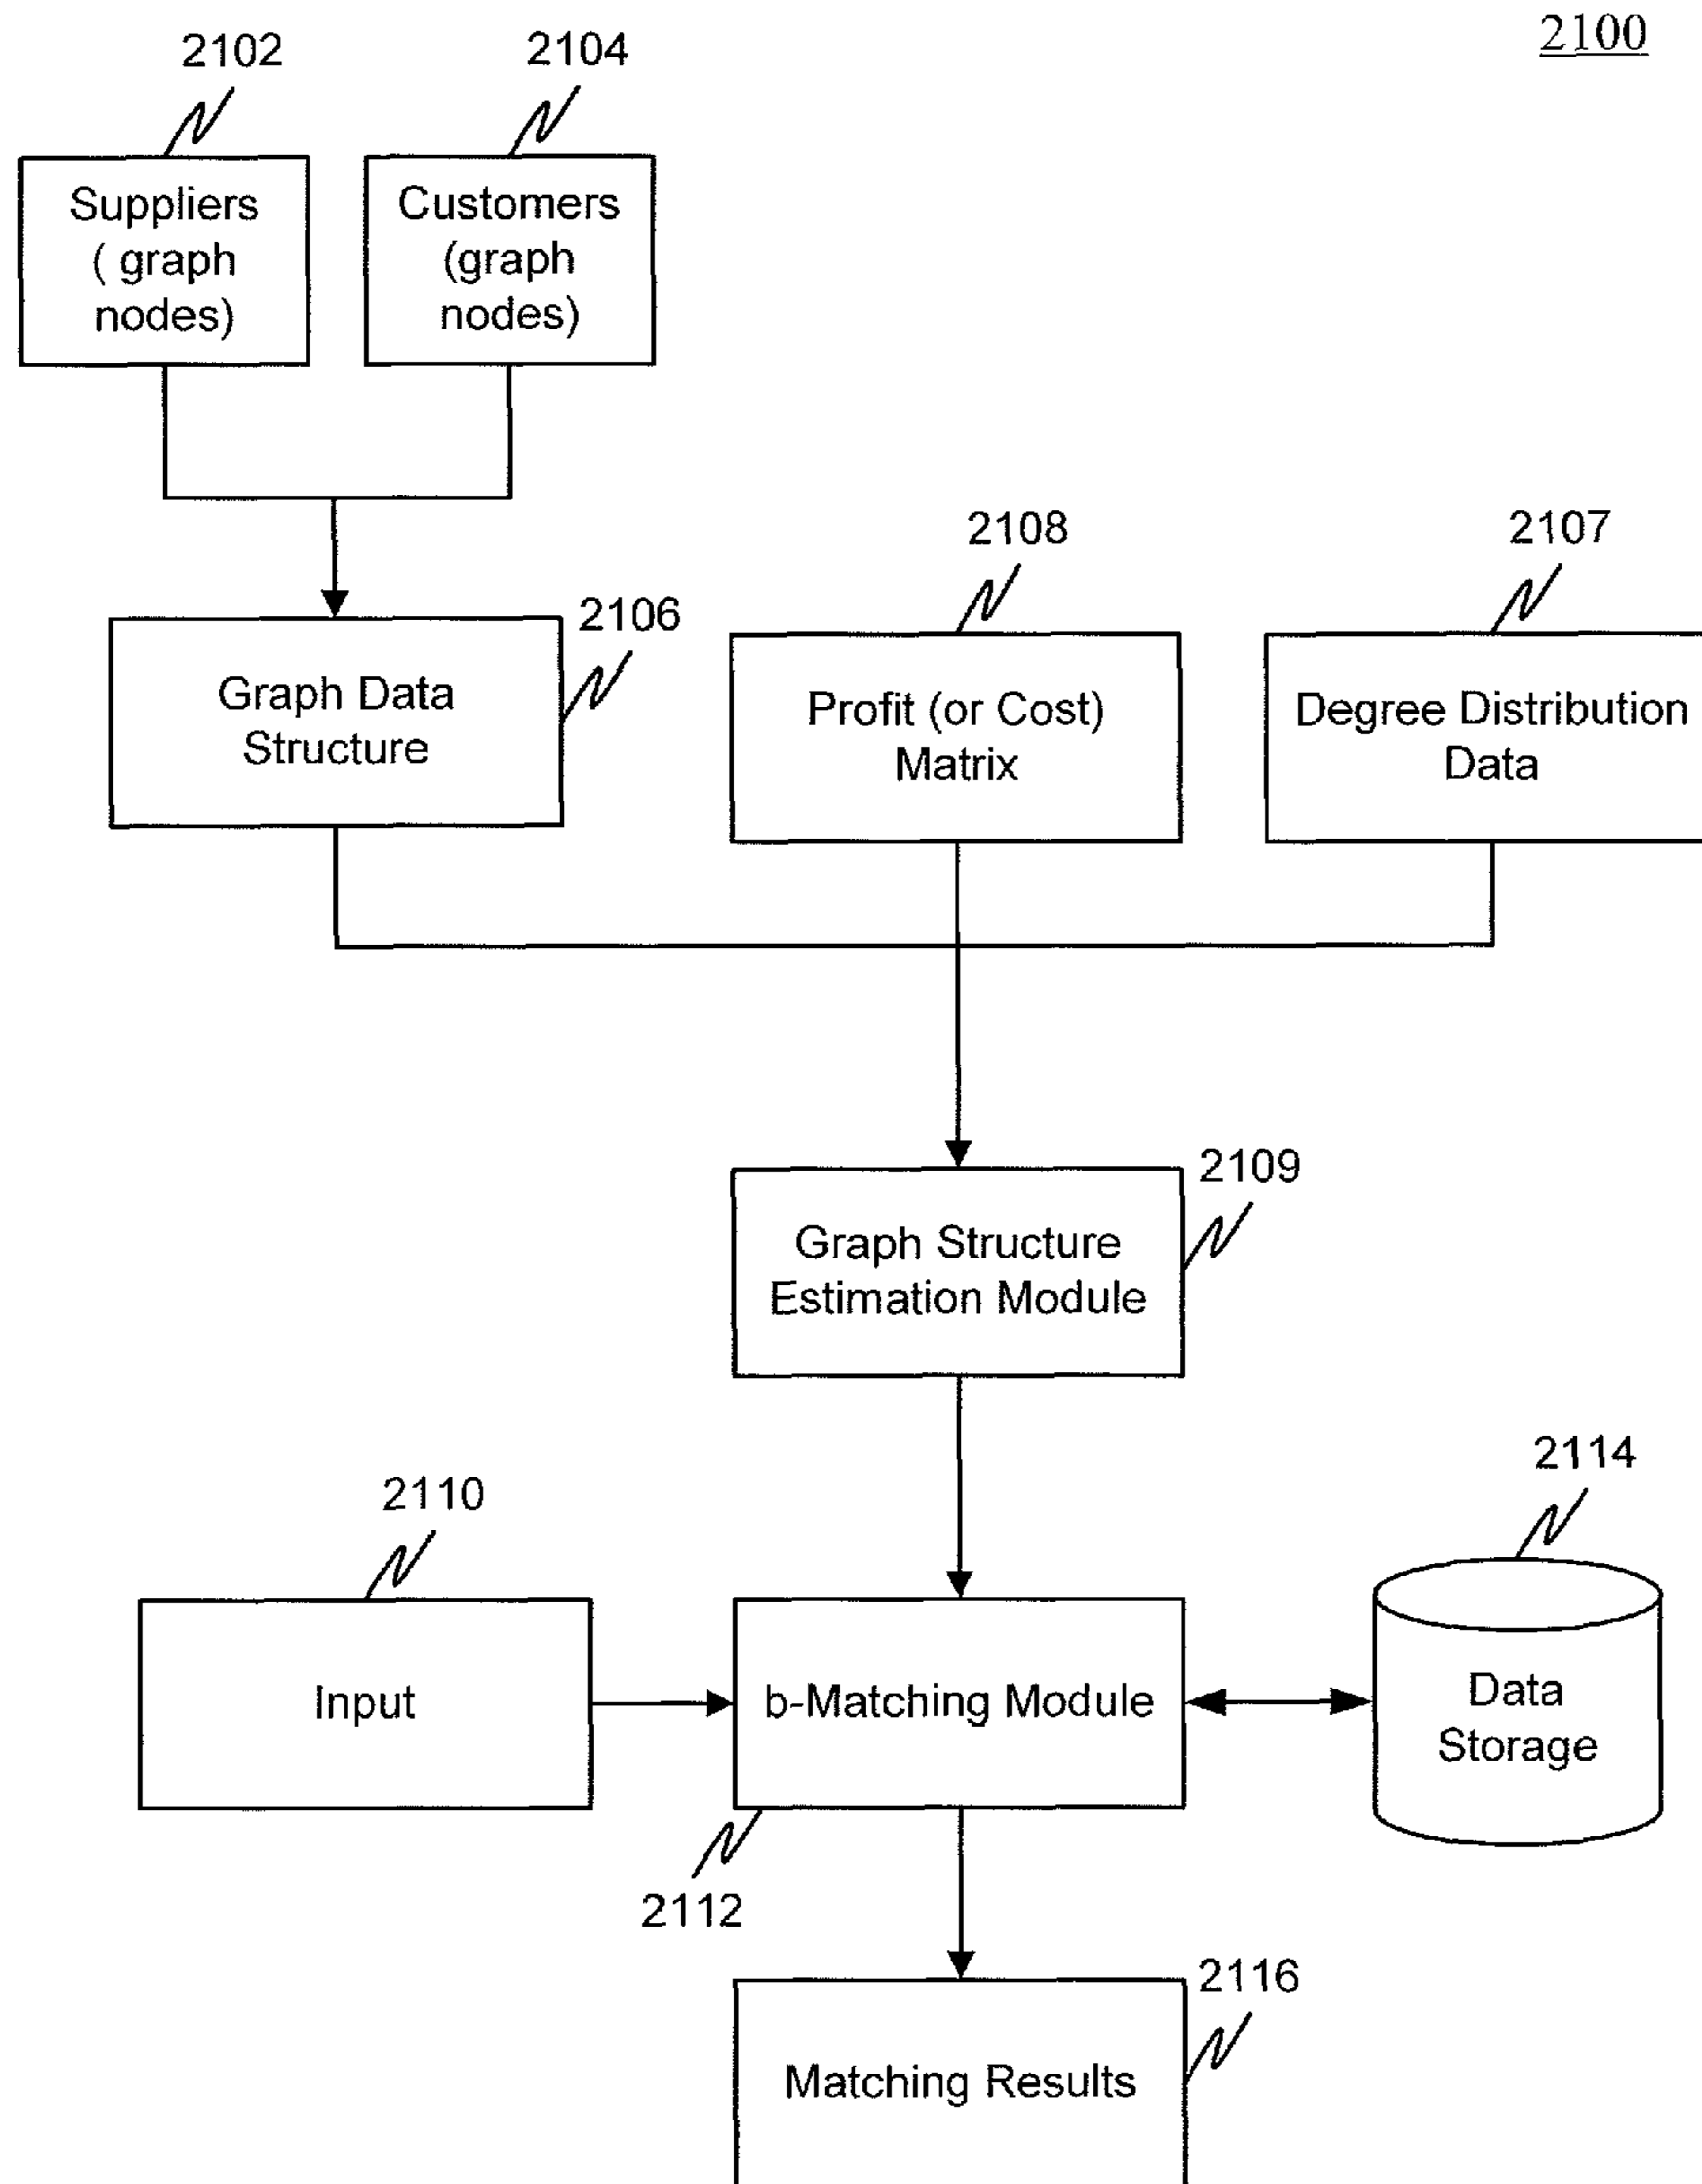 2100
2102
2104
Suppliers
( graph
nodes)
Customers
(graph
nodes)
2106
2108
2107
Graph Data
Structure
Profit (or Cost)
Matrix
Degree Distribution
Data
2109
Graph Structure
Estimation Module
2110
2114
Input
b-Matching Module
Data
Storage
2112
2116
Matching Results